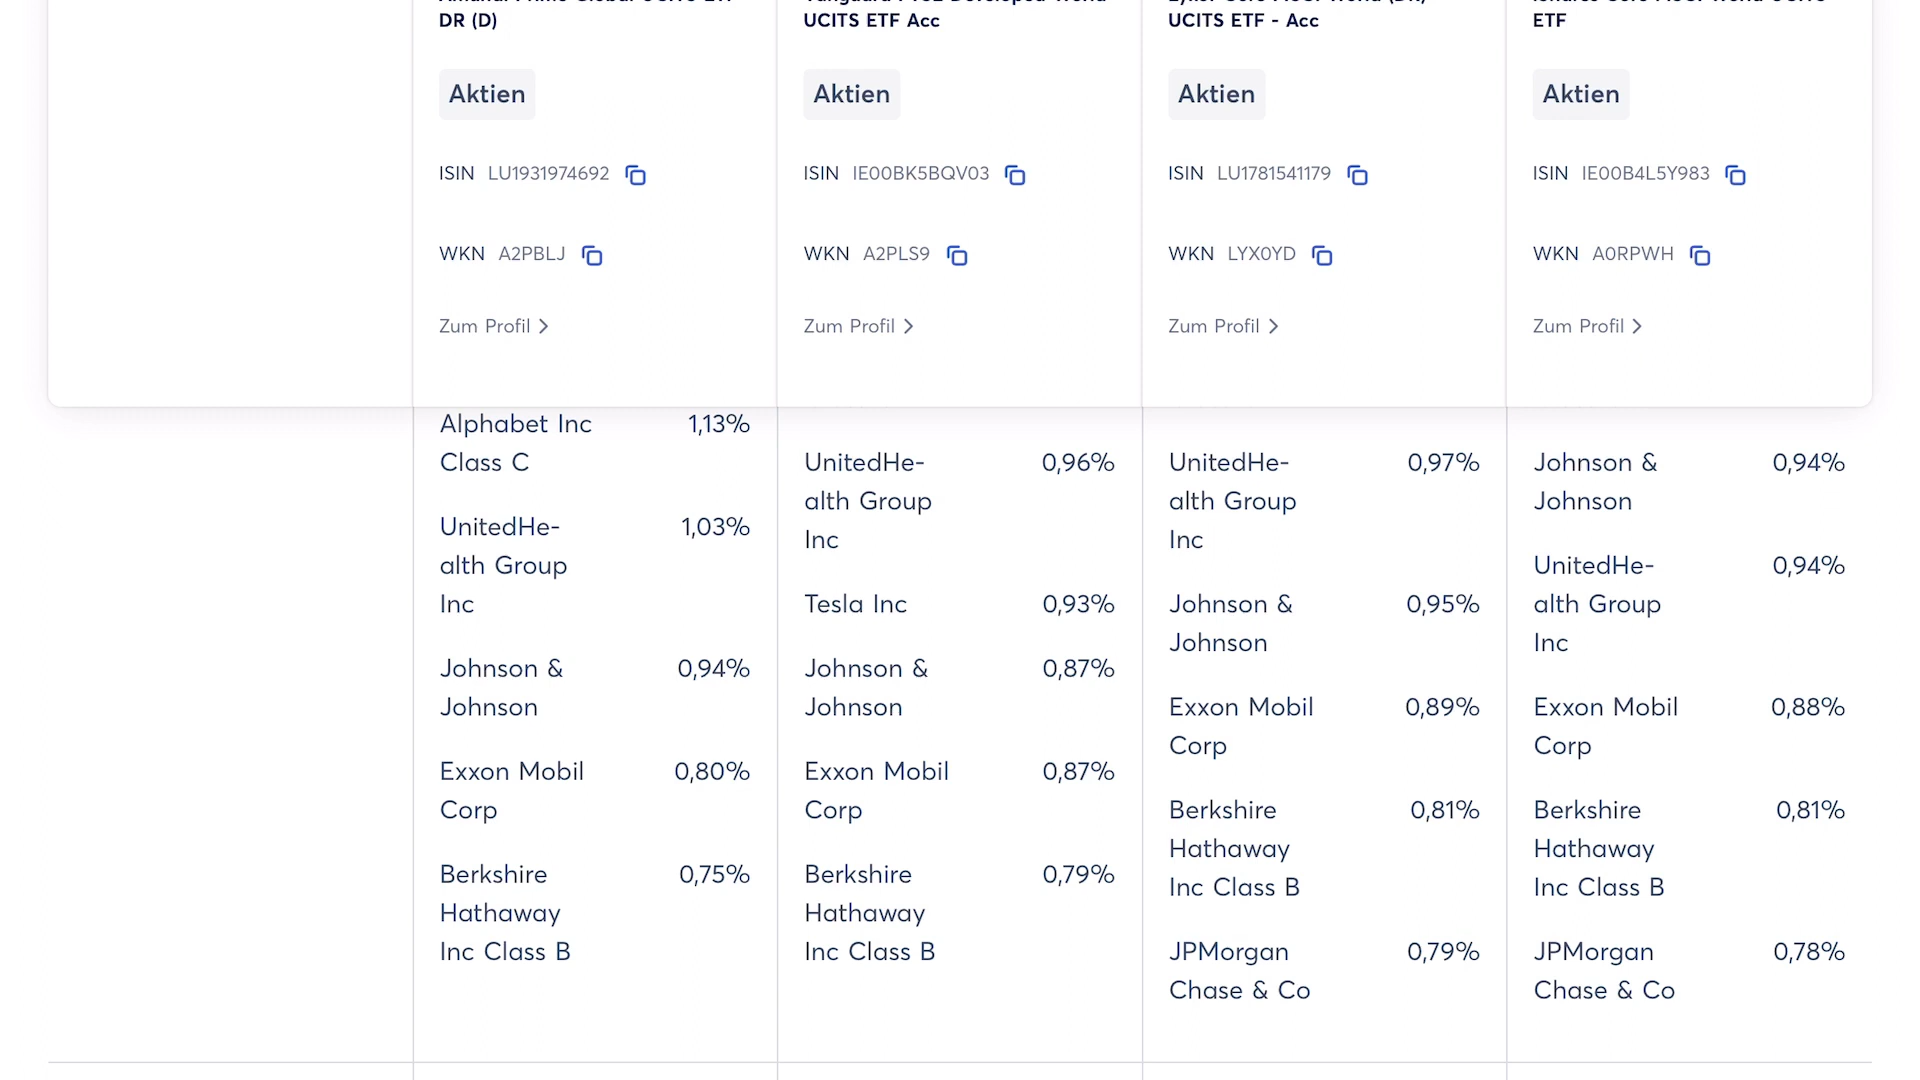 DR (D)
Aktien
ISIN LU1931974692
WKN A2PBLJ
Zum Profil
UCITS ETF Acc
Aktien
ISIN IE00BK5BQV03
WKN A2PLS9
Zum Profil
UCITS ETF - Acc
Aktien
ISIN LU1781541179
WKN LYX0YD
Zum Profil
ETF
Aktien
ISIN IE00B4L5Y983
WKN A0RPWH
Zum Profil
Alphabet Inc 1,13%
Class C
UnitedHe- 1,03%
alth Group
Inc
Johnson & 0,94%
Johnson
Exxon Mobil 0,80%
Corp
Berkshire 0,75%
Hathaway
Inc Class B
UnitedHe- 0,96%
alth Group
Inc
Tesla Inc 0,93%
Johnson & 0,87%
Johnson
Exxon Mobil 0,87%
Corp
Berkshire 0,79%
Hathaway
Inc Class B
UnitedHe- 0,97%
alth Group
Inc
Johnson & 0,95%
Johnson
Exxon Mobil 0,89%
Corp
Berkshire 0,81%
Hathaway
Inc Class B
JPMorgan 0,79%
Chase & Co
Johnson & 0,94%
Johnson
UnitedHe- 0,94%
alth Group
Inc
Exxon Mobil 0,88%
Corp
Berkshire 0,81%
Hathaway
Inc Class B
JPMorgan 0,78%
Chase & Co